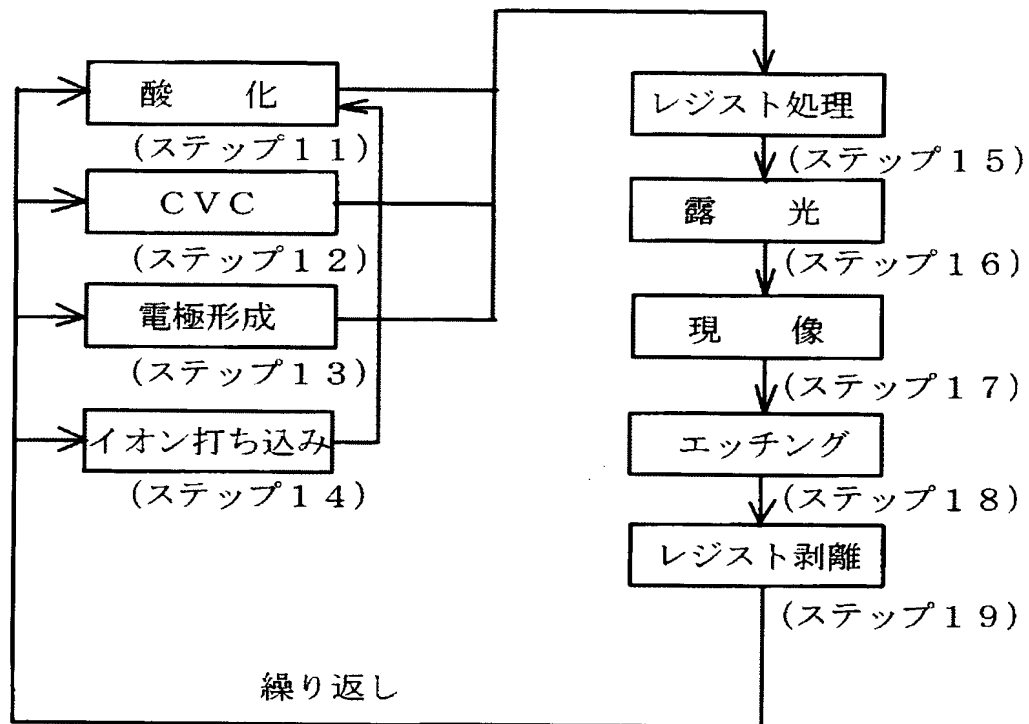 酸　　化
(ステップ１１)
ＣＶＣ
(ステップ１２)
電極形成
(ステップ１３)
イオン打ち込み
(ステップ１４)
レジスト処理
(ステップ１５)
露　　光
(ステップ１６)
現　　像
(ステップ１７)
エッチング
(ステップ１８)
レジスト剥離
(ステップ１９)
繰り返し